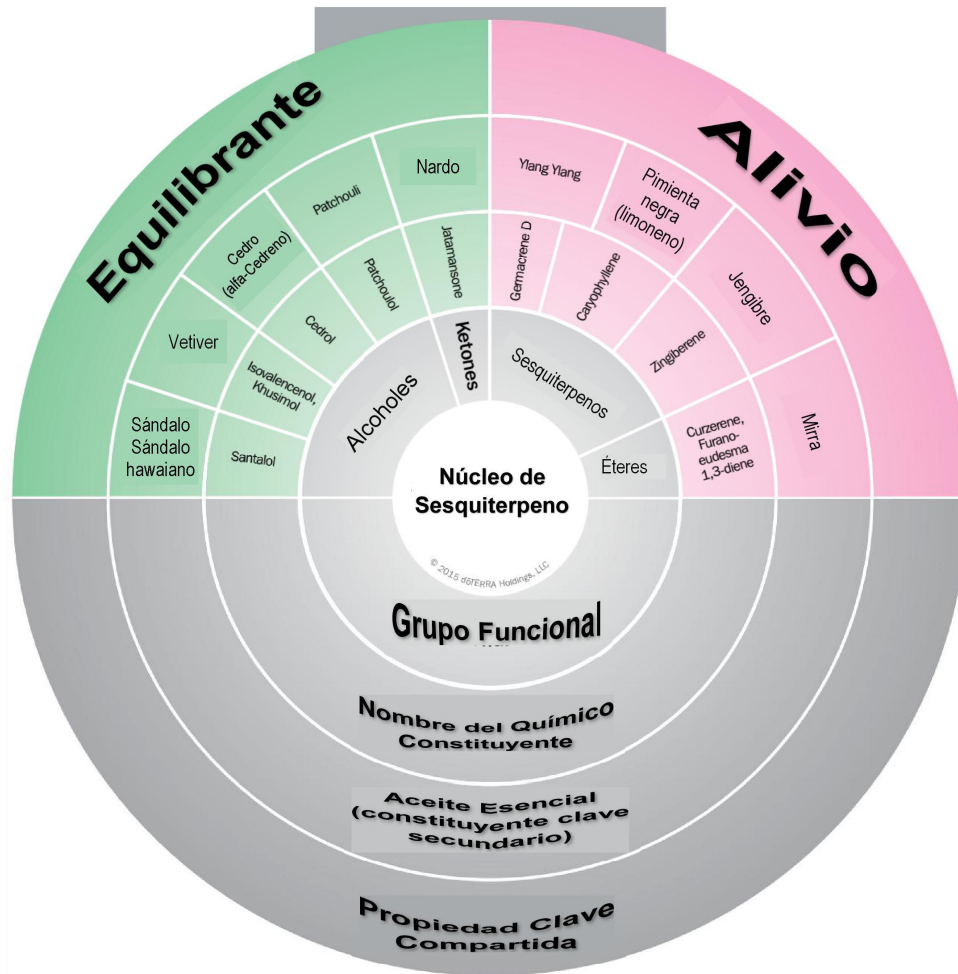 Equilibrante
Alivio
Nardo
Patchouli
Cedro
(alfa-Cedreno)
Vetiver
Sándalo
Sándalo
hawaiano
Ylang Ylang
Pimienta
negra
(limoneno)
Jengibre
Mirra
Jatamansone
Patchoulol
Cedrol
Isovalencenol,
Khusimol
Santalol
Germacrene D
Caryophyllene
Zingiberene
Curzerene,
Furano-
eudesma
1,3-diene
Alcoholes
Ketones
Sesquiterpenos
Éteres
Núcleo de
Sesquiterpeno
© 2015 dōTERRA Holdings, LLC
Grupo Funcional
Nombre del Químico
Constituyente
Aceite Esencial
(constituyente clave
secundario)
Propiedad Clave
Compartida